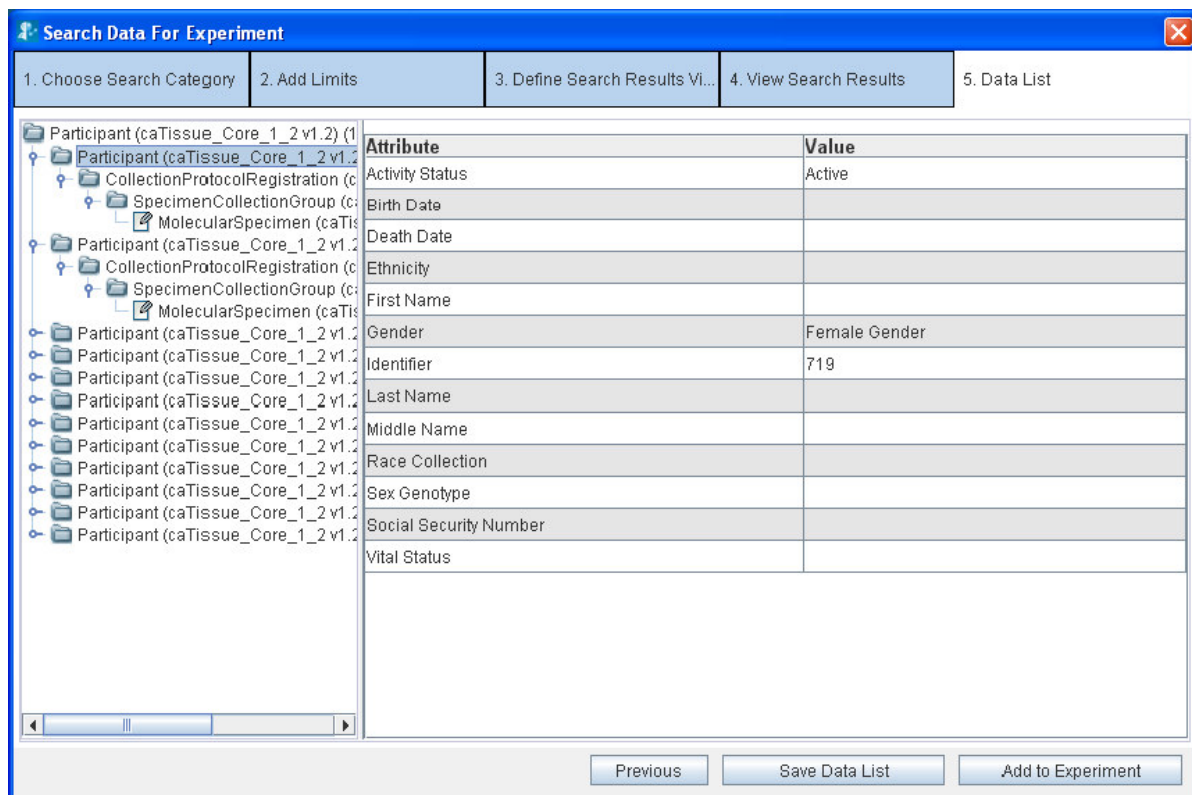 Search Data For Experiment
1. Choose Search Category
2. Add Limits
3. Define Search Results Vi...
4. View Search Results
5. Data List
Participant (caTissue_Core_1_2 v1.2) (1
Participant (caTissue_Core_1_2 v1.2
CollectionProtocolRegistration (c
SpecimenCollectionGroup (ca
MolecularSpecimen (caTis
Participant (caTissue_Core_1_2 v1.2
CollectionProtocolRegistration (c
SpecimenCollectionGroup (ca
MolecularSpecimen (caTis
Participant (caTissue_Core_1_2 v1.2
Participant (caTissue_Core_1_2 v1.2
Participant (caTissue_Core_1_2 v1.2
Participant (caTissue_Core_1_2 v1.2
Participant (caTissue_Core_1_2 v1.2
Participant (caTissue_Core_1_2 v1.2
Participant (caTissue_Core_1_2 v1.2
Participant (caTissue_Core_1_2 v1.2
Participant (caTissue_Core_1_2 v1.2
Participant (caTissue_Core_1_2 v1.2
Attribute Value
Activity Status Active
Birth Date
Death Date
Ethnicity
First Name
Gender Female Gender
Identifier 719
Last Name
Middle Name
Race Collection
Sex Genotype
Social Security Number
Vital Status
Previous
Save Data List
Add to Experiment